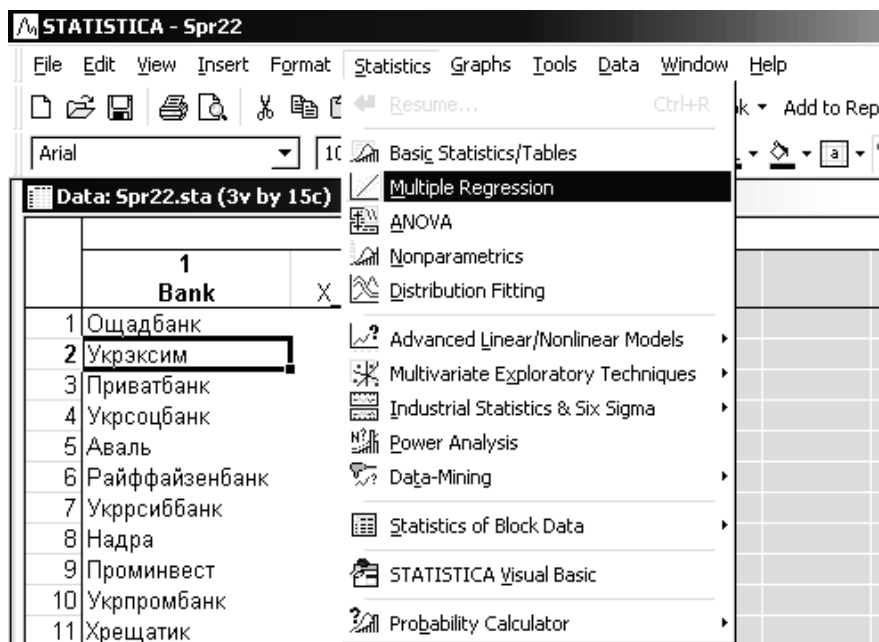 STATISTICA - Spr22
File Edit View Insert Format Statistics Graphs Tools Data Window Help
Resume... Ctrl+R
Add to Rep
Arial 10
Basic Statistics/Tables
Multiple Regression
Data: Spr22.sta (3v by 15c)
ANOVA
1
Bank
X_
Nonparametrics
Distribution Fitting
1 Ощадбанк
Advanced Linear/Nonlinear Models
2 Укрэксим
3 Приватбанк
Multivariate Exploratory Techniques
4 Укрсоцбанк
Industrial Statistics & Six Sigma
5 Аваль
Power Analysis
6 Райффайзенбанк
Data-Mining
7 Укррсиббанк
Statistics of Block Data
8 Надра
9 Проминвест
STATISTICA Visual Basic
10 Укрпромбанк
11 Хрещатик
Probability Calculator